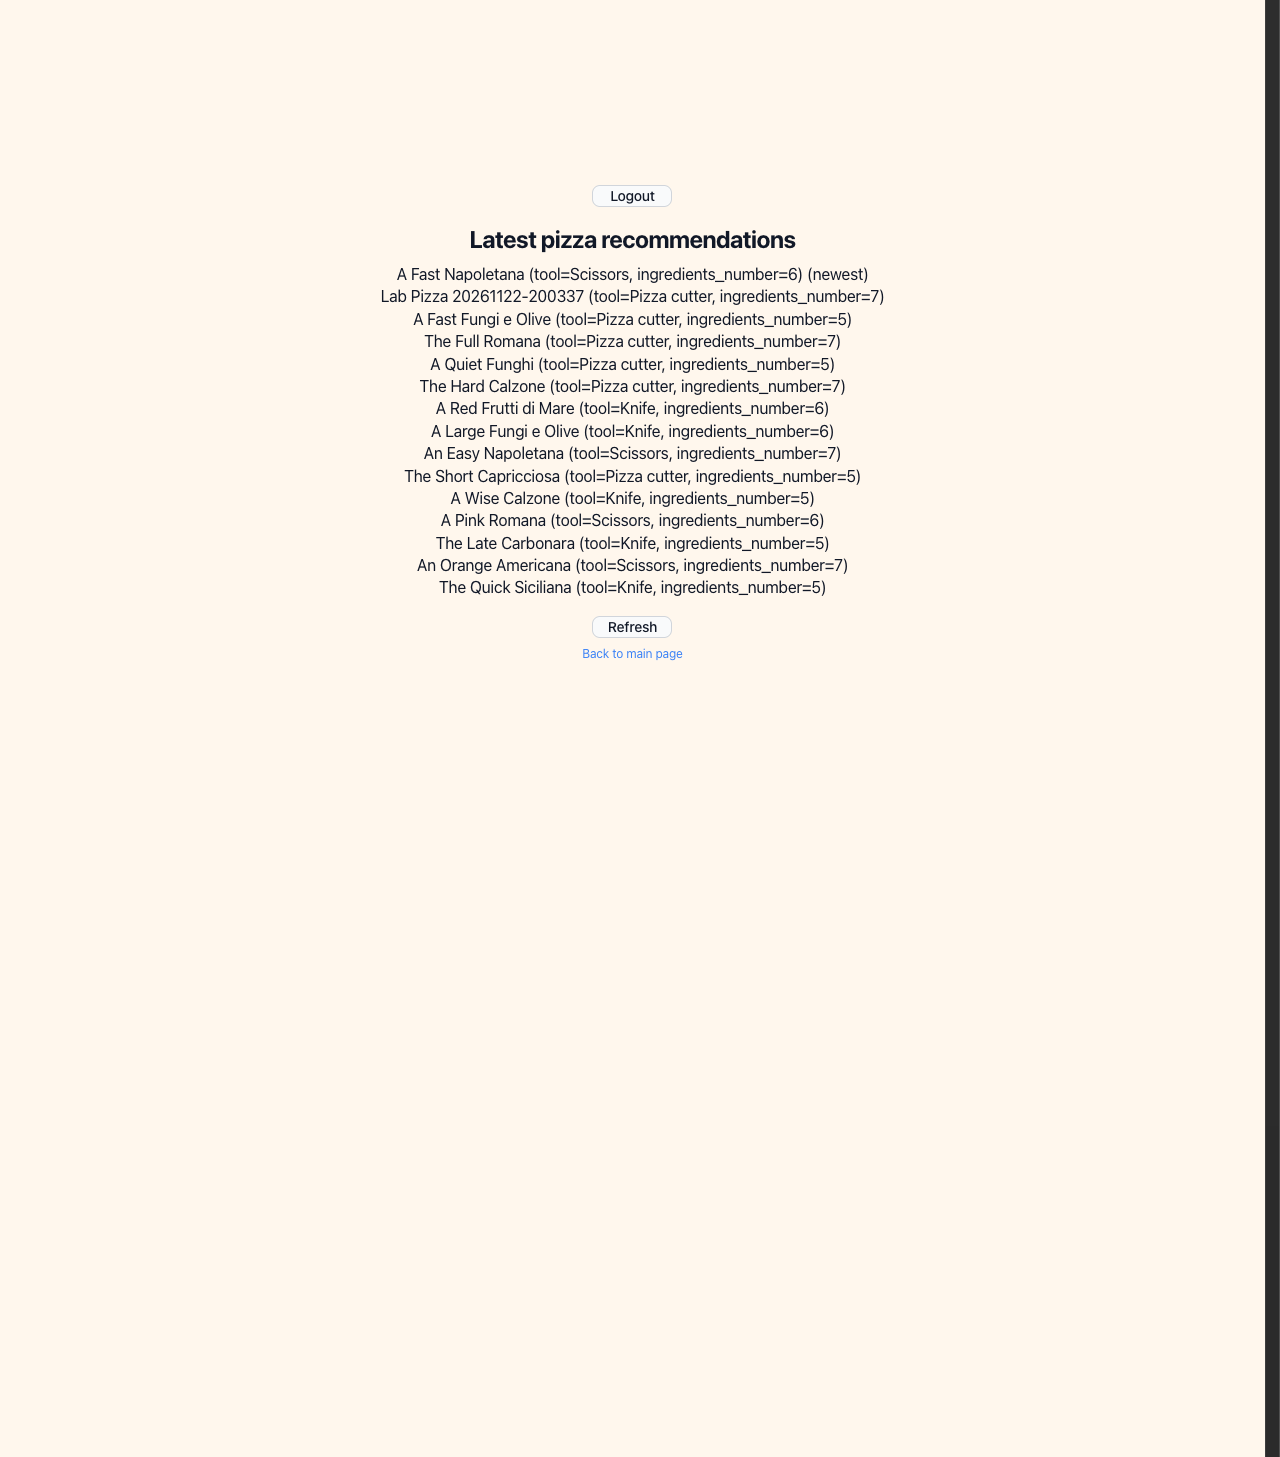 Logout
Latest pizza recommendations
A Fast Napoletana (tool=Scissors, ingredients_number=6) (newest)
Lab Pizza 20261122-200337 (tool=Pizza cutter, ingredients_number=7)
A Fast Fungi e Olive (tool=Pizza cutter, ingredients_number=5)
The Full Romana (tool=Pizza cutter, ingredients_number=7)
A Quiet Funghi (tool=Pizza cutter, ingredients_number=5)
The Hard Calzone (tool=Pizza cutter, ingredients_number=7)
A Red Frutti di Mare (tool=Knife, ingredients_number=6)
A Large Fungi e Olive (tool=Knife, ingredients_number=6)
An Easy Napoletana (tool=Scissors, ingredients_number=7)
The Short Capricciosa (tool=Pizza cutter, ingredients_number=5)
A Wise Calzone (tool=Knife, ingredients_number=5)
A Pink Romana (tool=Scissors, ingredients_number=6)
The Late Carbonara (tool=Knife, ingredients_number=5)
An Orange Americana (tool=Scissors, ingredients_number=7)
The Quick Siciliana (tool=Knife, ingredients_number=5)
Refresh
Back to main page